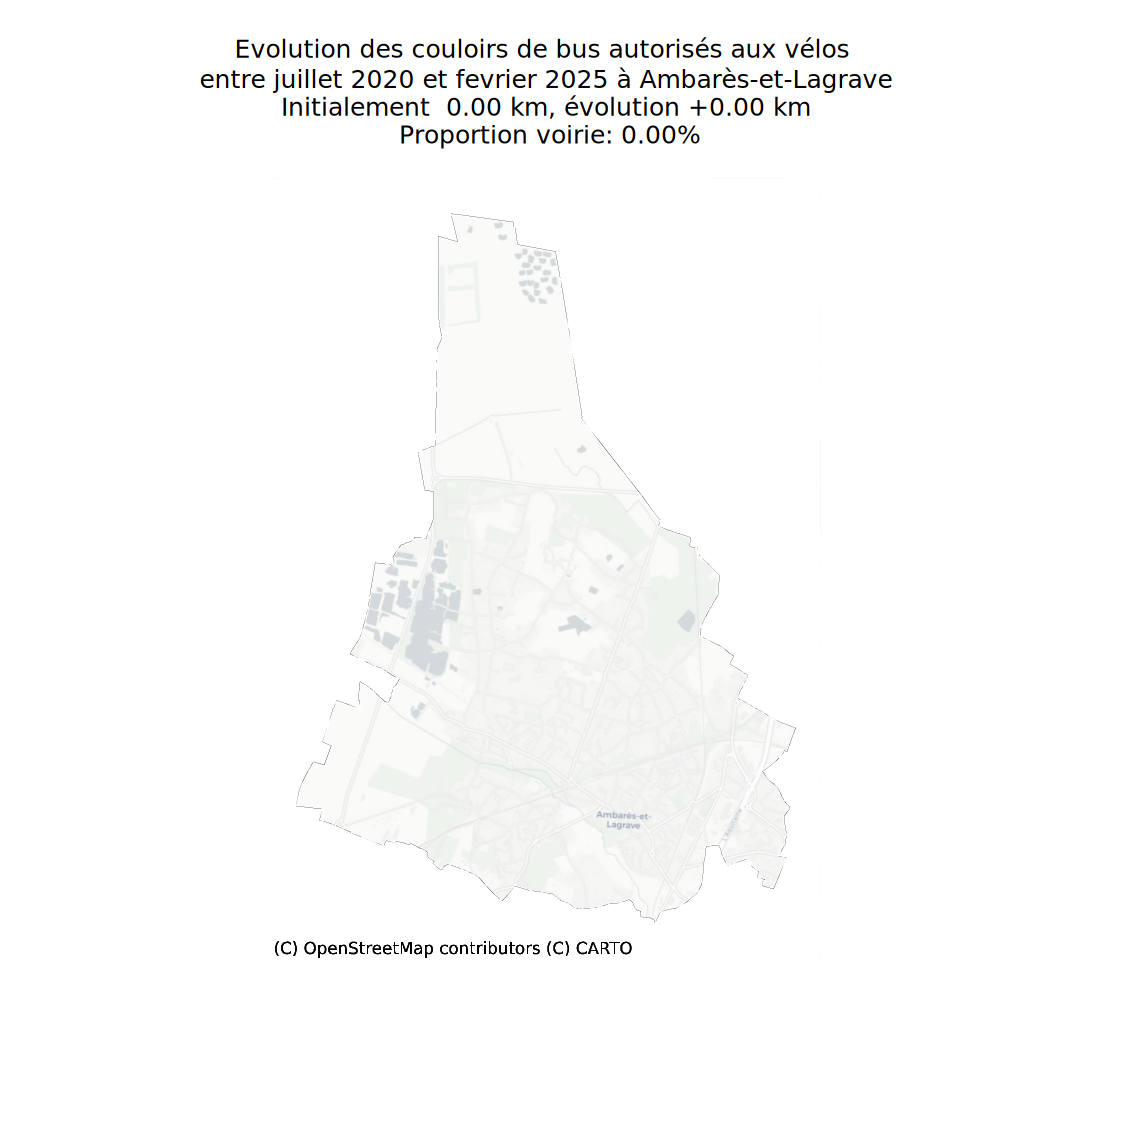 Evolution des couloirs de bus autorisés aux vélos
entre juillet 2020 et fevrier 2025 à Ambarès-et-Lagrave
Initialement  0.00 km, évolution +0.00 km
Proportion voirie: 0.00%
Ambarès-et-
Lagrave
L'Aquitaine
(C) OpenStreetMap contributors (C) CARTO